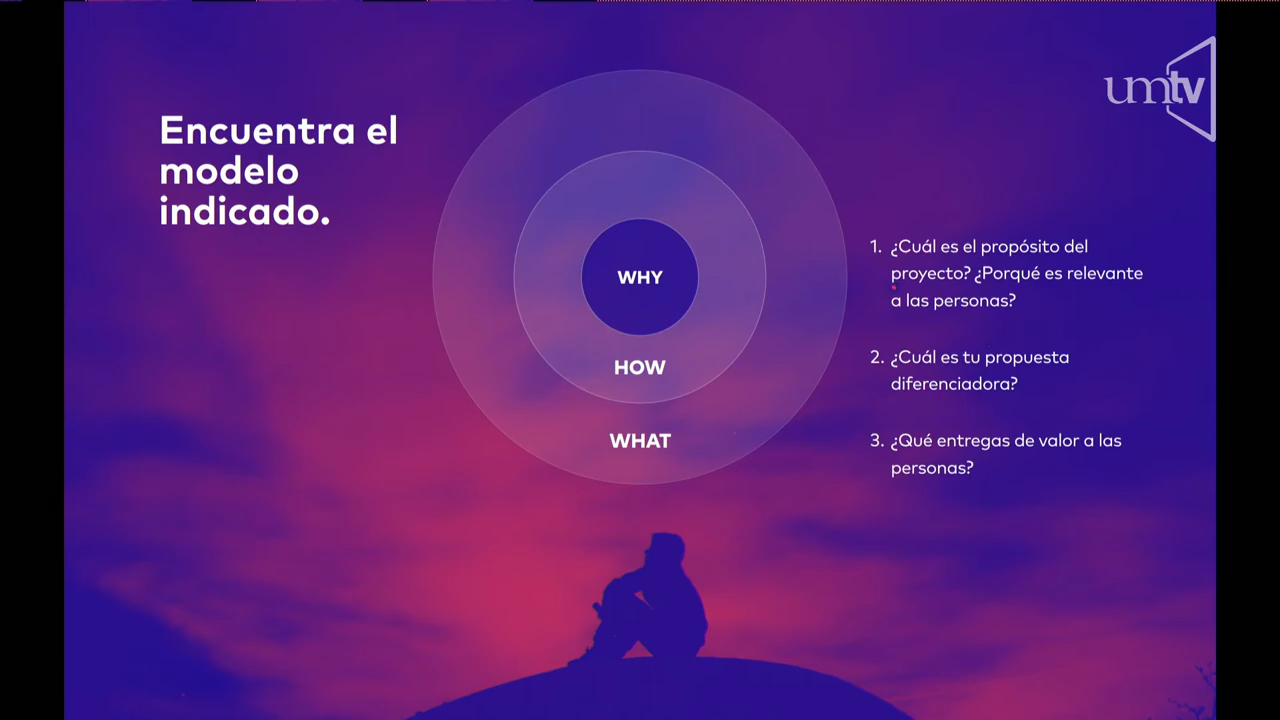 umtv
Encuentra el
modelo
indicado.
WHY
HOW
WHAT
1. ¿Cuál es el propósito del
proyecto? ¿Porqué es relevante
a las personas?
2. ¿Cuál es tu propuesta
diferenciadora?
3. ¿Qué entregas de valor a las
personas?